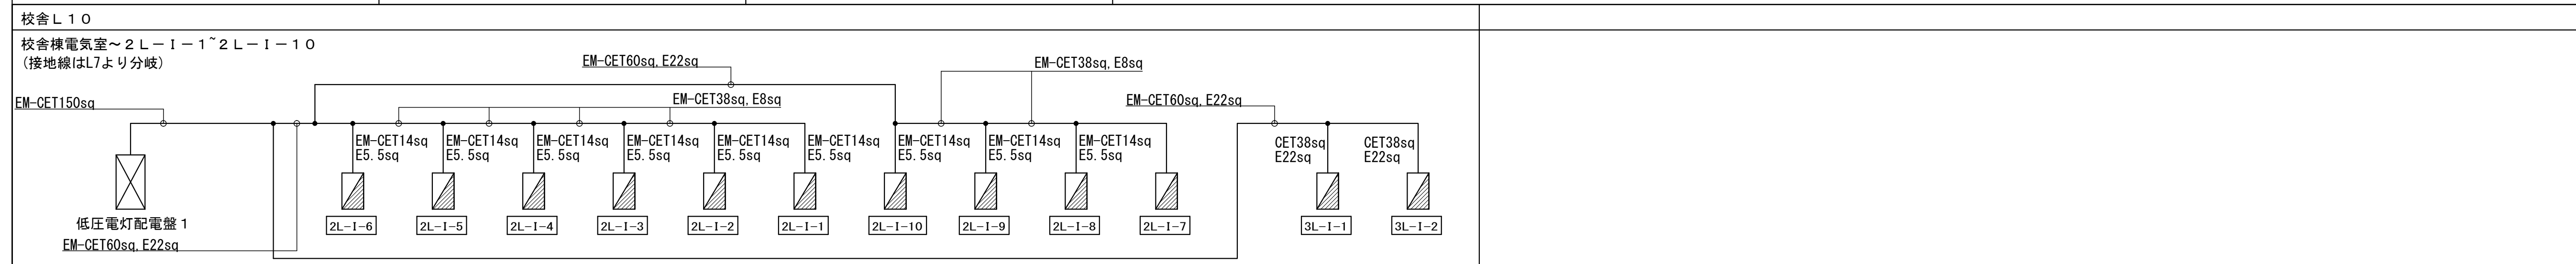 校舎Ｌ１０
校舎棟電気室～２Ｌ－Ｉ－１~２Ｌ－Ｉ－１０
（接地線はL7より分岐）
EM-CET60sq, E22sq
EM-CET38sq, E8sq
EM-CET150sq
EM-CET38sq, E8sq
EM-CET60sq, E22sq
EM-CET14sq
E5.5sq
EM-CET14sq
E5.5sq
EM-CET14sq
E5.5sq
EM-CET14sq
E5.5sq
EM-CET14sq
E5.5sq
EM-CET14sq
E5.5sq
EM-CET14sq
E5.5sq
EM-CET14sq
E5.5sq
EM-CET14sq
E5.5sq
CET38sq
E22sq
CET38sq
E22sq
低圧電灯配電盤１
2L-I-6
2L-I-5
2L-I-4
2L-I-3
2L-I-2
2L-I-1
2L-I-10
2L-I-9
2L-I-8
2L-I-7
3L-I-1
3L-I-2
EM-CET60sq, E22sq